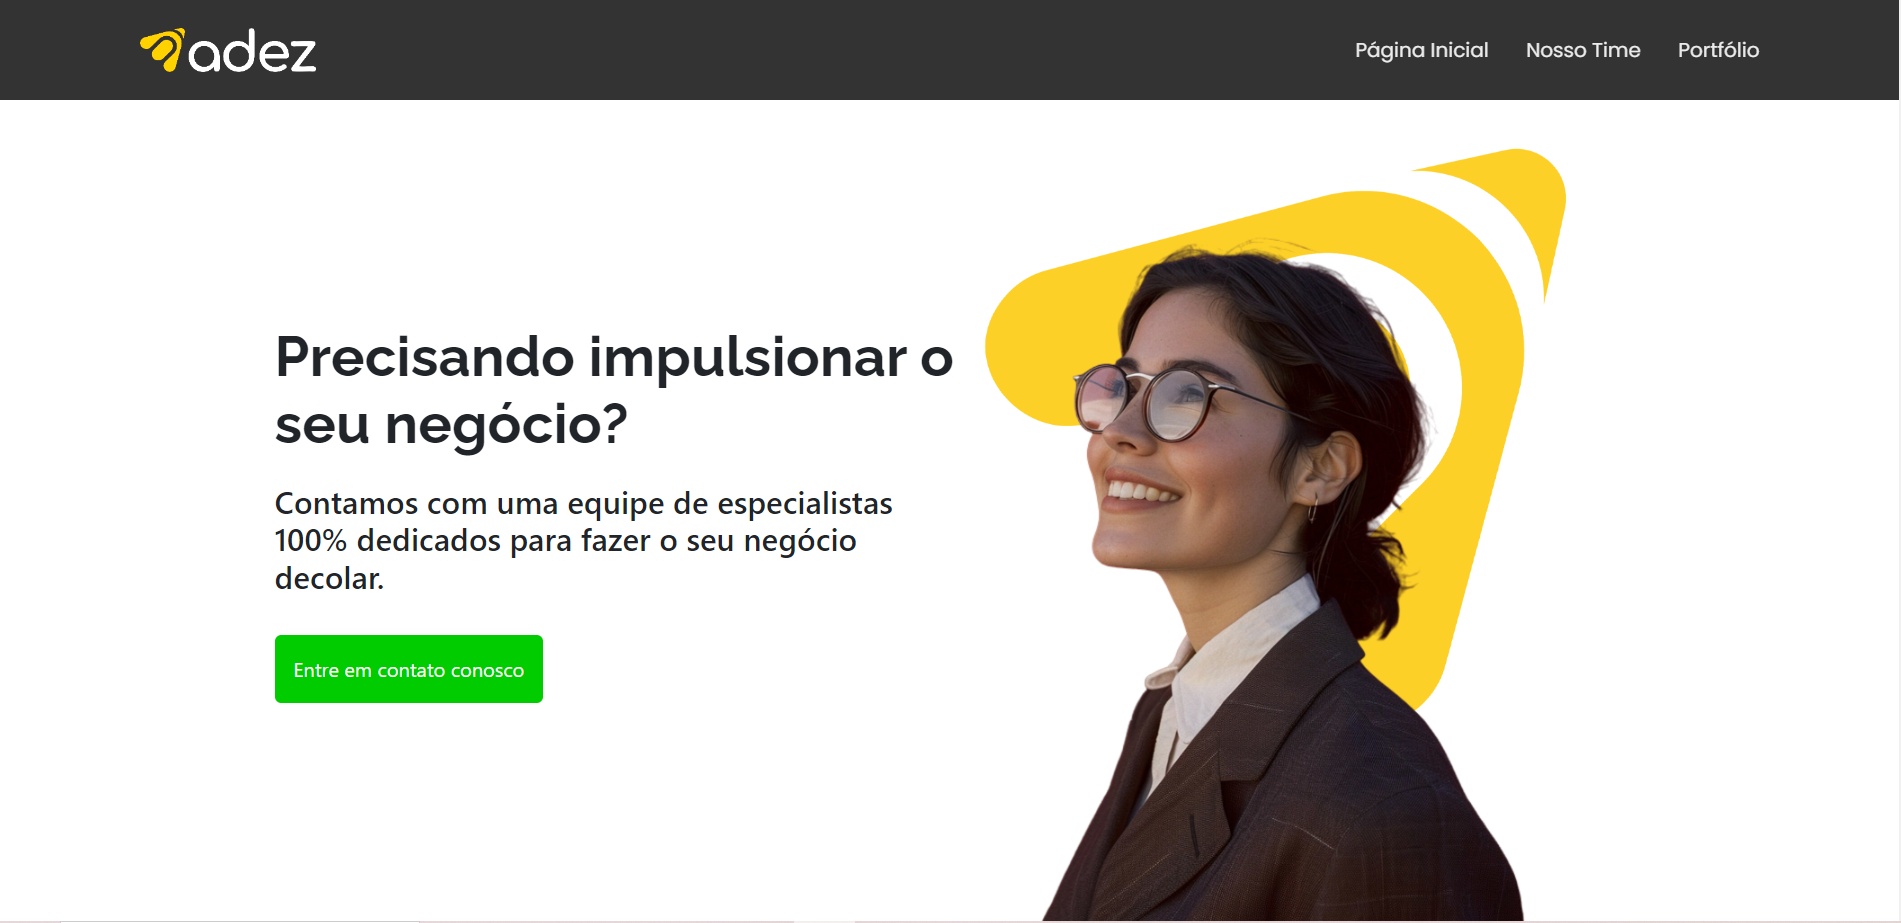 adez
Página Inicial Nosso Time Portfólio
Precisando impulsionar o
seu negócio?
Contamos com uma equipe de especialistas
100% dedicados para fazer o seu negócio
decolar.
Entre em contato conosco